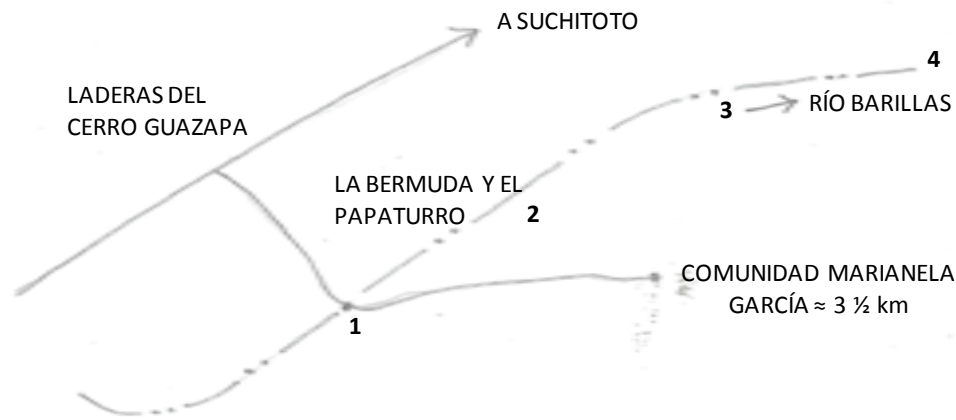 A SUCHITOTO
LADERAS DEL
CERRO GUAZAPA
4
3
RÍO BARILLAS
LA BERMUDA Y EL
PAPATURRO
2
COMUNIDAD MARIANELA
GARCÍA ≈ 3 ½ km
1